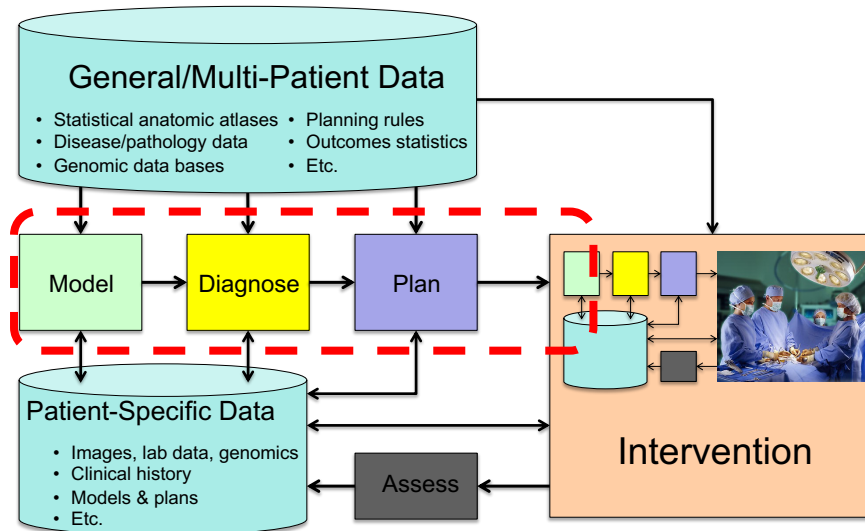 General/Multi-Patient Data
• Statistical anatomic atlases
• Disease/pathology data
• Genomic data bases
• Planning rules
• Outcomes statistics
• Etc.
Model
Diagnose
Plan
Patient-Specific Data
• Images, lab data, genomics
• Clinical history
• Models & plans
• Etc.
Assess
Intervention